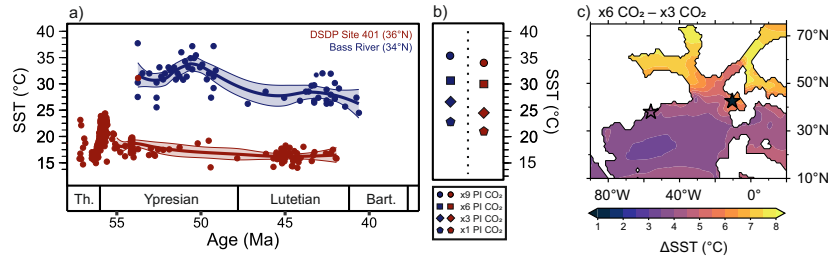 a)
DSDP Site 401 (36°N)
Bass River (34°N)
SST (°C)
40
35
30
25
20
15
Th.
Ypresian
Lutetian
Bart.
55
50
45
40
Age (Ma)
b)
40
35
30
25
20
15
SST (°C)
x9 PI CO₂
x6 PI CO₂
x3 PI CO₂
x1 PI CO₂
c)
x6 CO₂ – x3 CO₂
70°N
50°N
30°N
10°N
80°W
40°W
0°
1 2 3 4 5 6 7 8
ΔSST (°C)